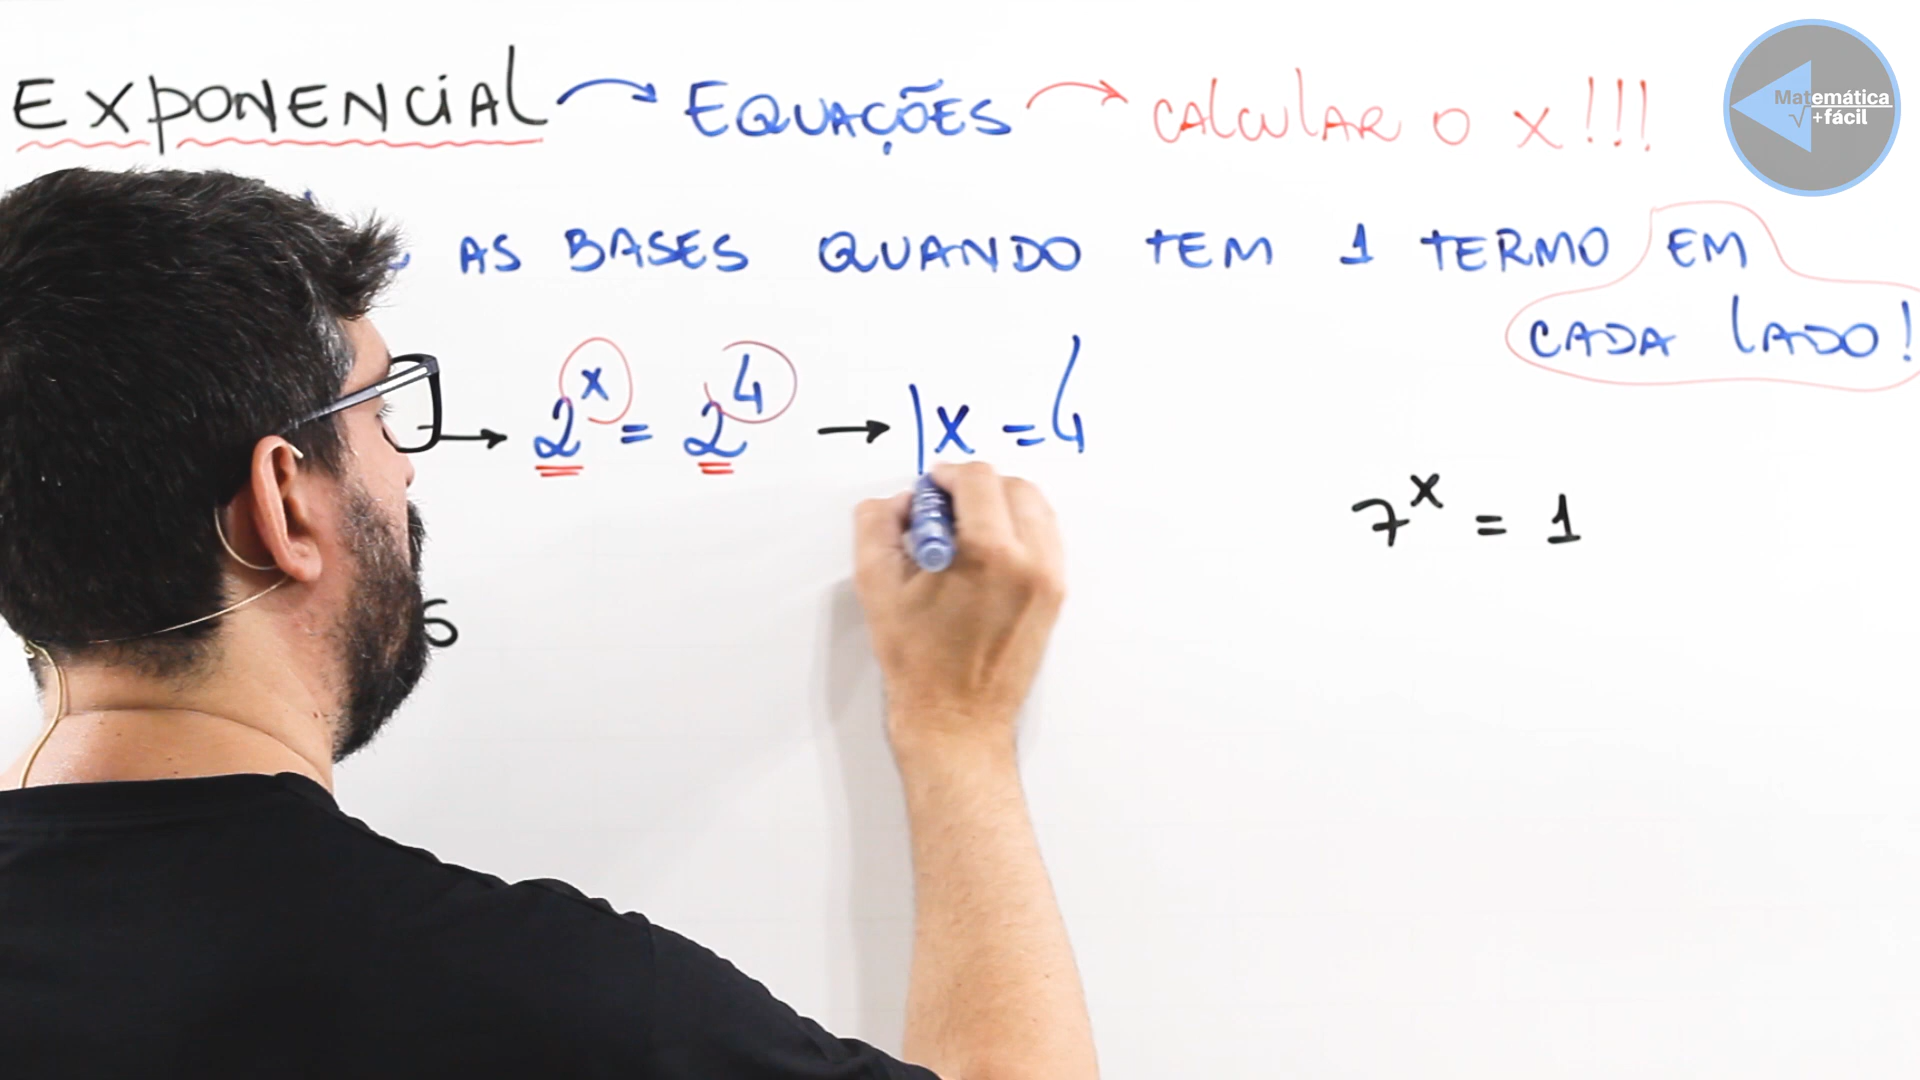 EXPONENCIAL → EQUAÇÕES → CALCULAR O X!!!
AS BASES QUANDO TEM 1 TERMO EM
CADA LADO!
→ 2^x = 2^4 → x = 4
7^x = 1
6
Matemática
√ +fácil